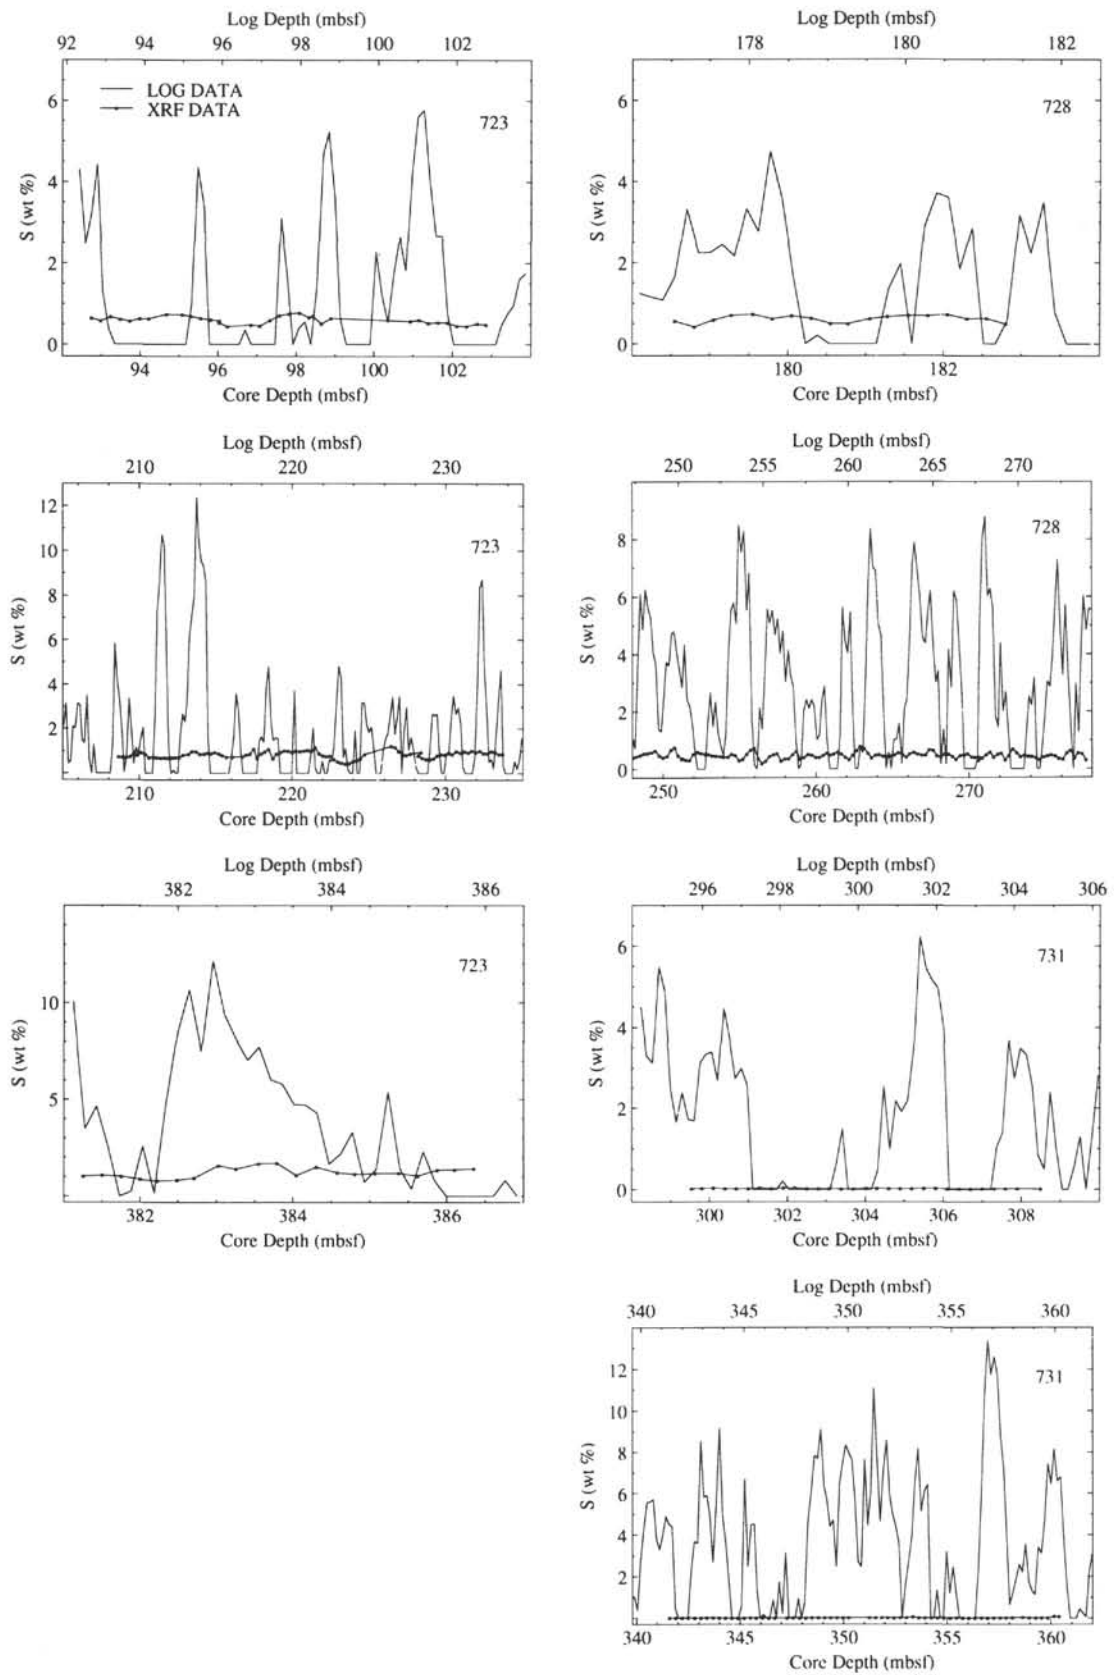 Log Depth (mbsf)
92 94 96 98 100 102
LOG DATA
XRF DATA
723
6
4
2
0
S (wt %)
94 96 98 100 102
Core Depth (mbsf)
Log Depth (mbsf)
178 180 182
728
6
4
2
0
S (wt %)
180 182
Core Depth (mbsf)
Log Depth (mbsf)
210 220 230
723
12
10
8
6
4
2
S (wt %)
210 220 230
Core Depth (mbsf)
Log Depth (mbsf)
250 255 260 265 270
728
8
6
4
2
0
S (wt %)
250 260 270
Core Depth (mbsf)
Log Depth (mbsf)
382 384 386
723
10
5
S (wt %)
382 384 386
Core Depth (mbsf)
Log Depth (mbsf)
296 298 300 302 304 306
731
6
4
2
0
S (wt %)
300 302 304 306 308
Core Depth (mbsf)
Log Depth (mbsf)
340 345 350 355 360
731
12
10
8
6
4
2
S (wt %)
340 345 350 355 360
Core Depth (mbsf)